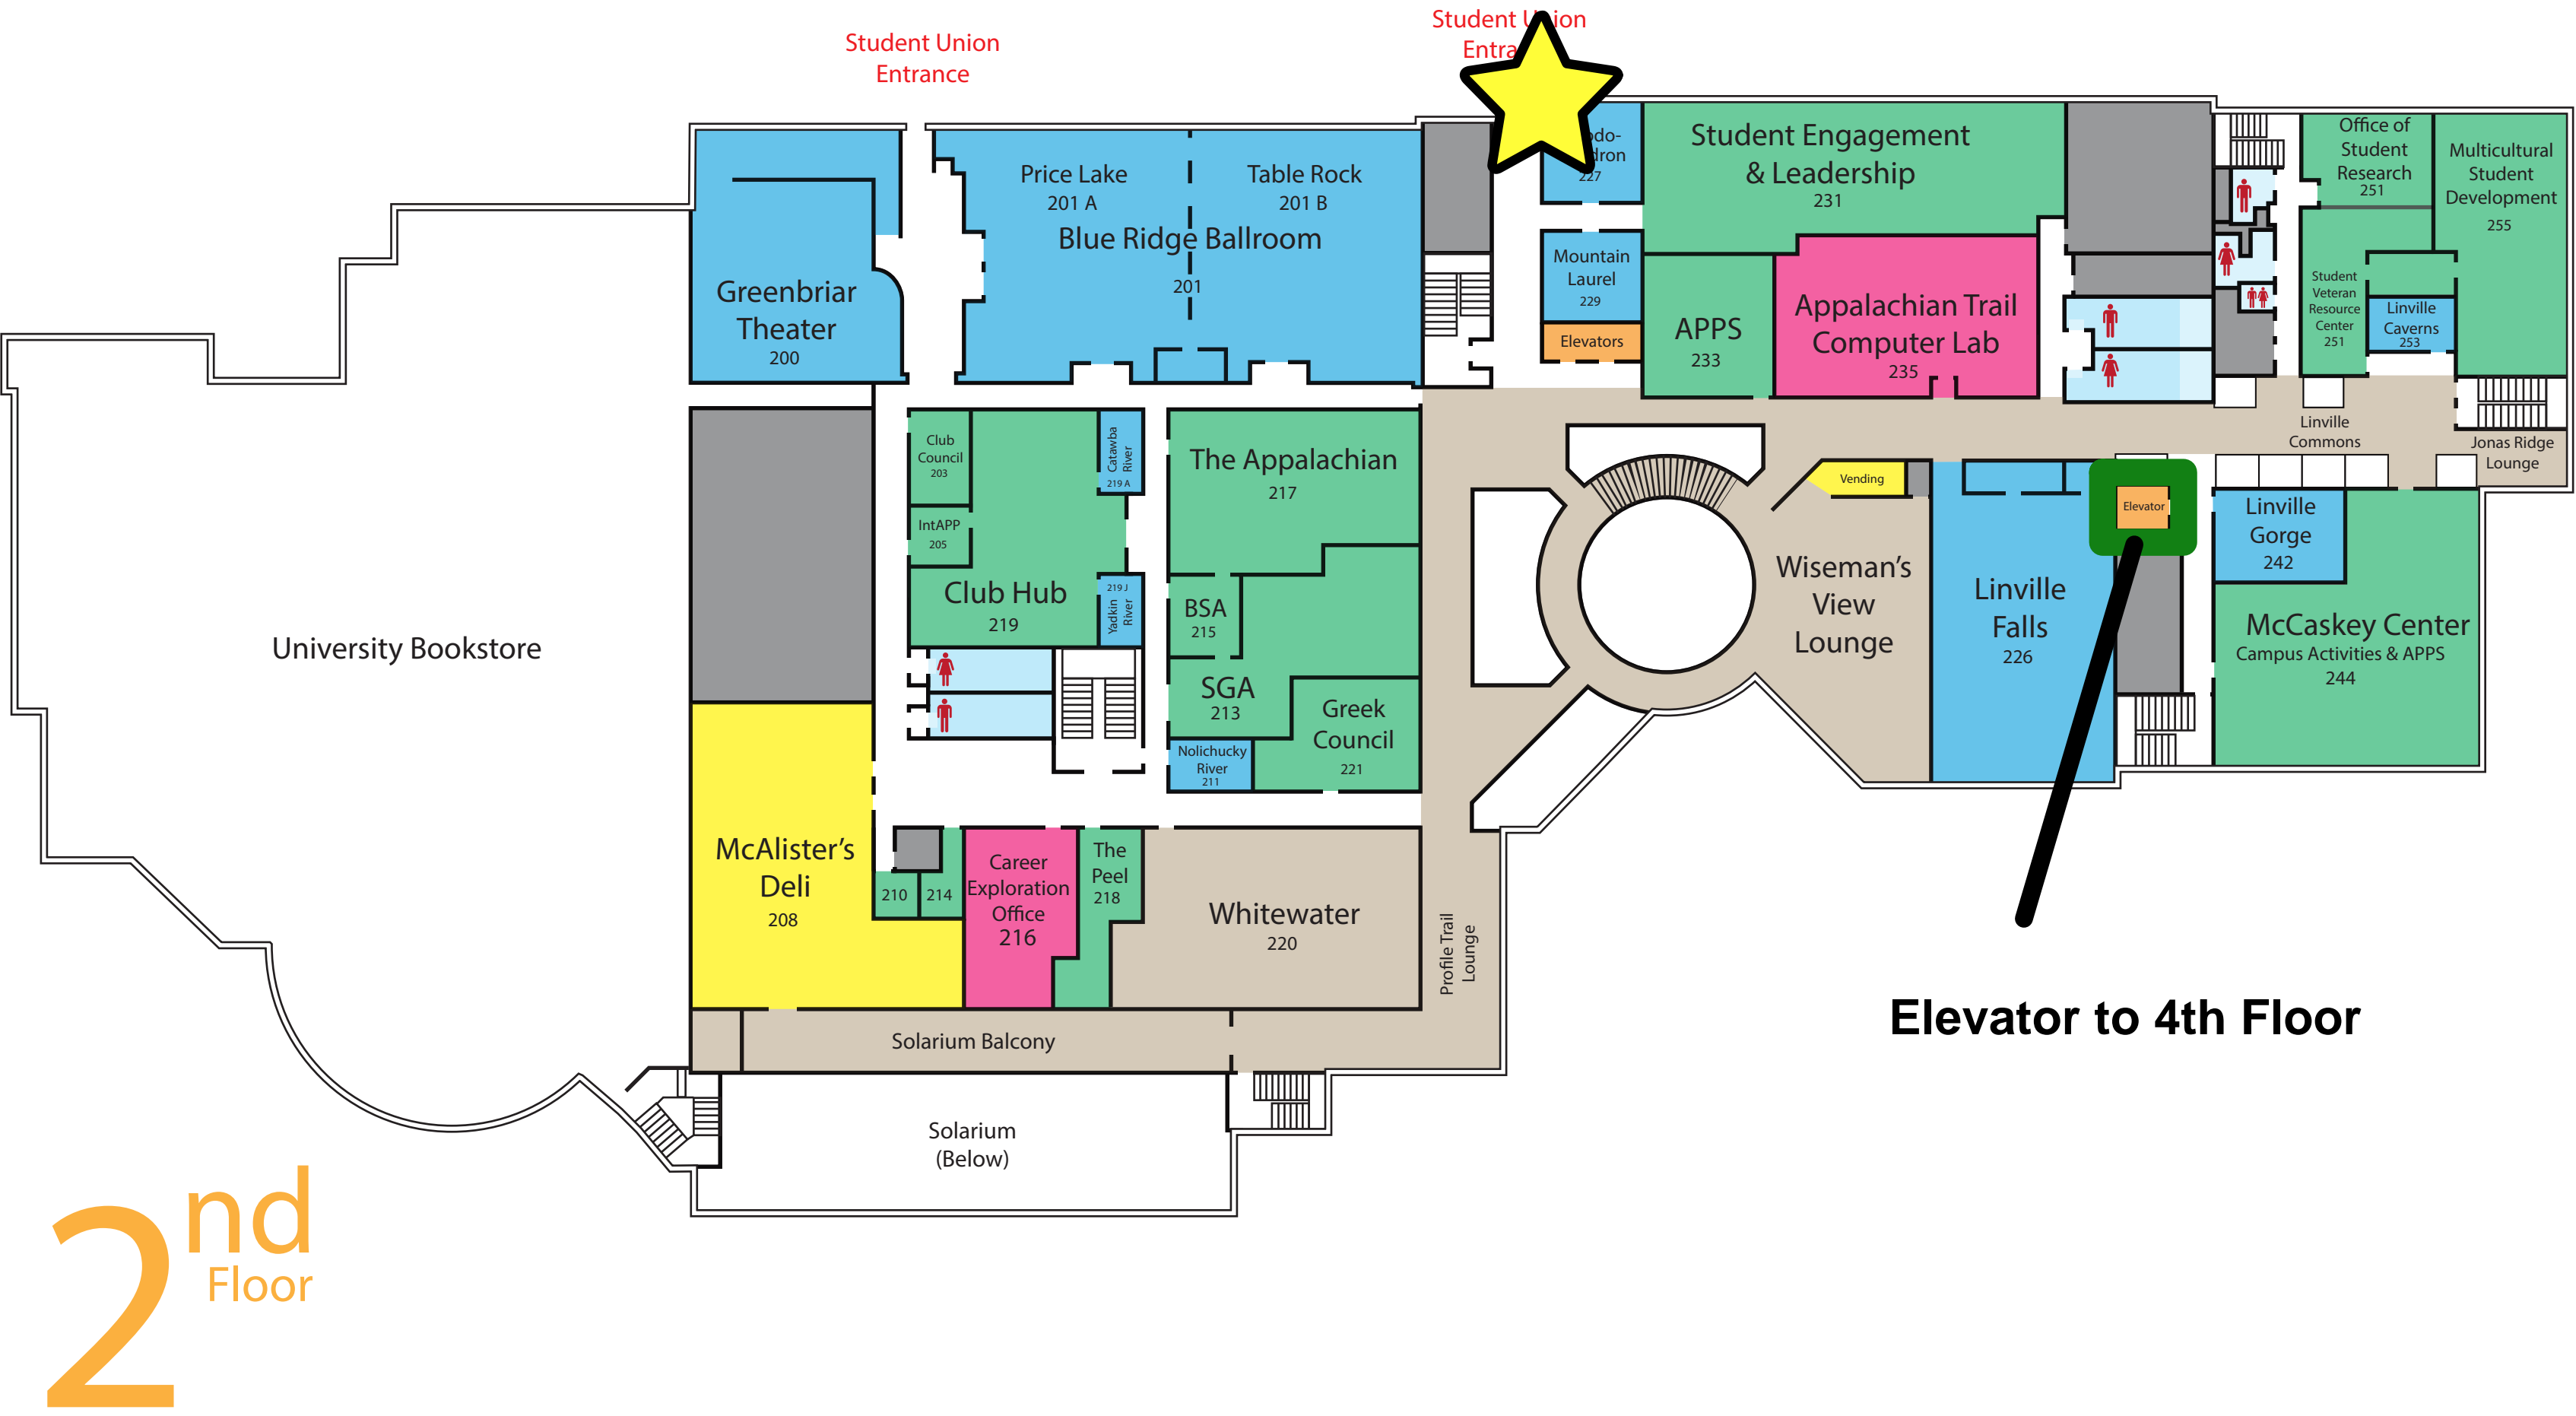 Student Union
Entrance
Student Union
Greenbriar
Theater
200
Price Lake
201 A
Table Rock
201 B
Blue Ridge Ballroom
201
227
Mountain
Laurel
229
Elevators
Student Engagement
& Leadership
231
APPS
233
Appalachian Trail
Computer Lab
235
Office of
Student
Research
251
Multicultural
Student
Development
255
Student
Veteran
Resource
Center
251
Linville
Caverns
253
Linville
Commons
Jonas Ridge
Lounge
University Bookstore
Club
Council
203
IntAPP
205
Club Hub
219
Catawba
River
219 A
219 J
Yadkin
River
The Appalachian
217
BSA
215
SGA
213
Nolichucky
River
211
Greek
Council
221
Vending
Wiseman's
View
Lounge
Linville
Falls
226
Elevator
Linville
Gorge
242
McCaskey Center
Campus Activities & APPS
244
McAlister's
Deli
208
210
214
Career
Exploration
Office
216
The
Peel
218
Whitewater
220
Profile Trail
Lounge
Solarium Balcony
Solarium
(Below)
Elevator to 4th Floor
2nd
Floor